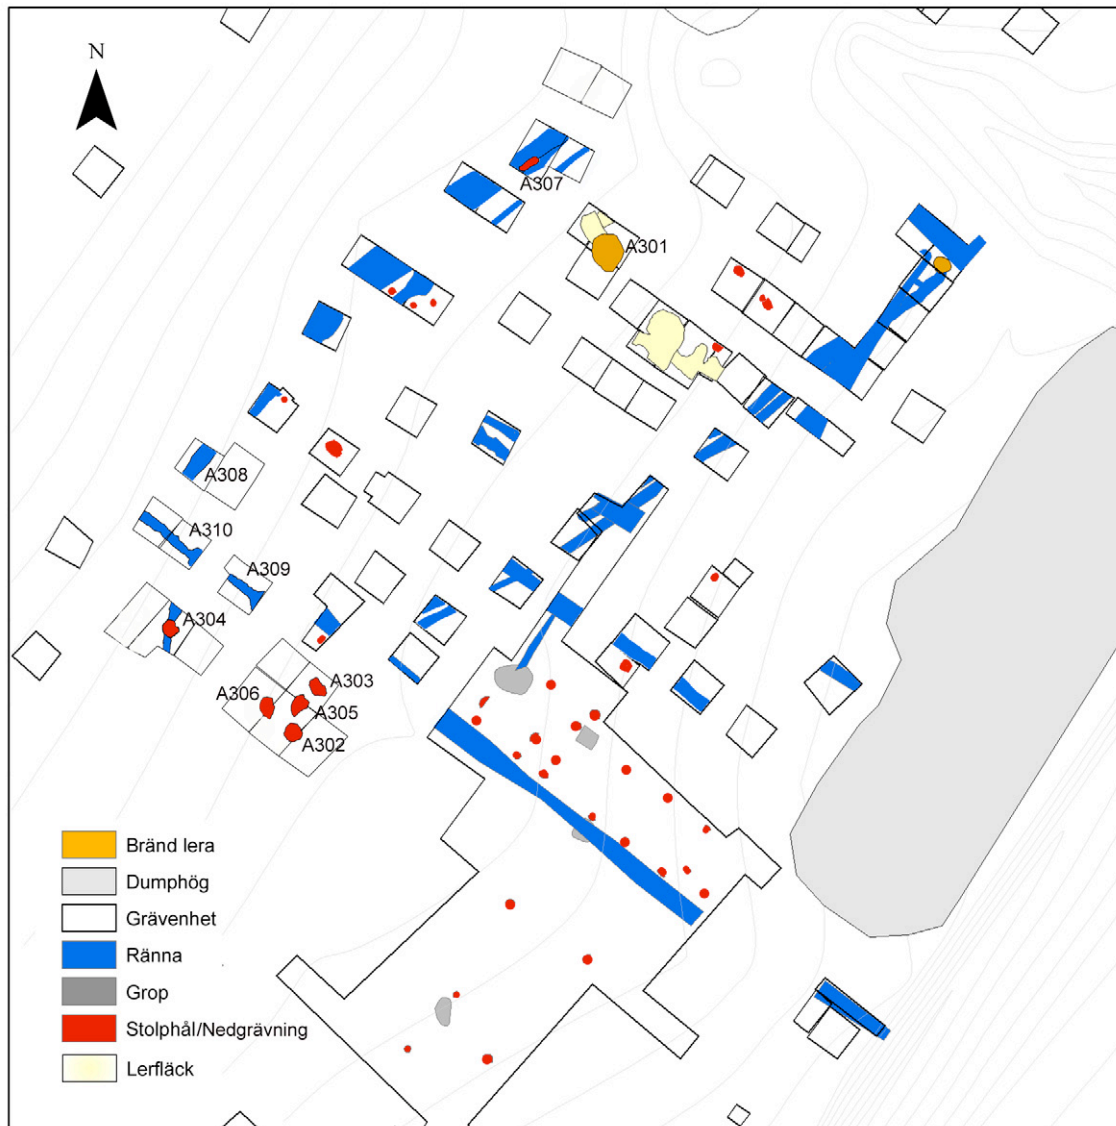 N
A307
A301
A308
A310
A309
A304
A303
A306
A305
A302
Bränd lera
Dumphög
Grävenhet
Ränna
Grop
Stolphål/Nedgrävning
Lerfläck